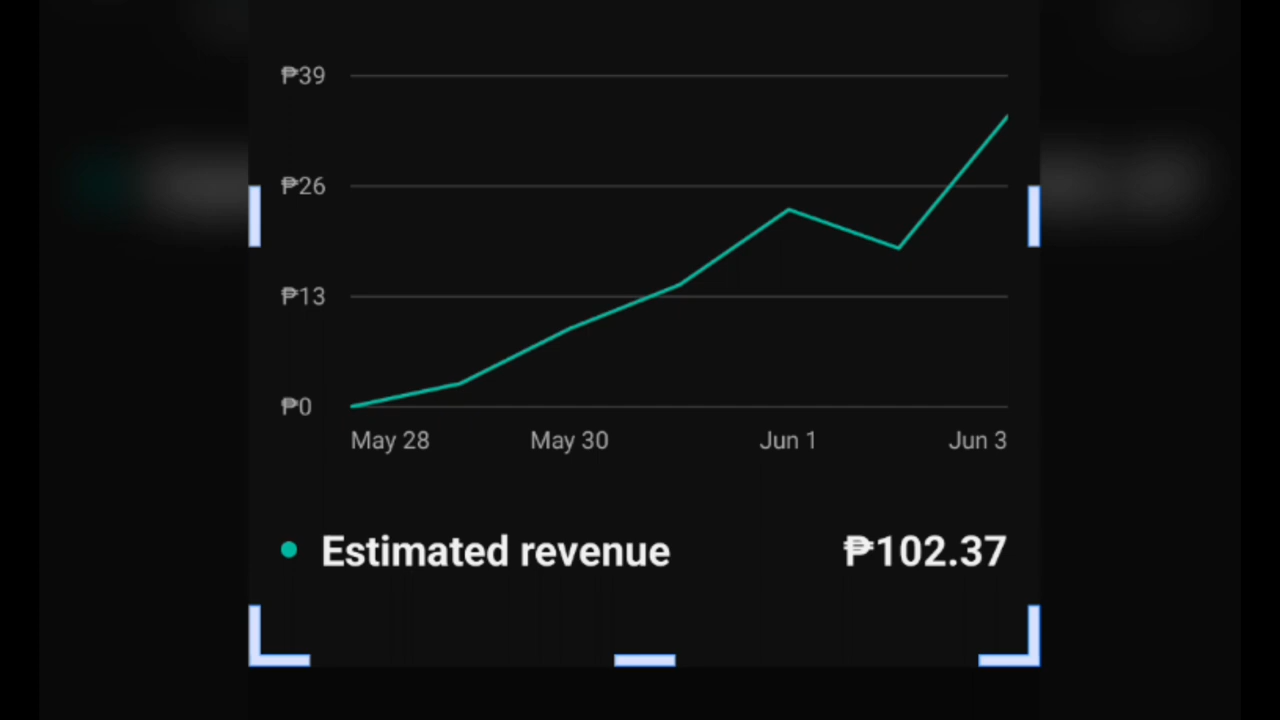 ₱39
₱26
₱13
₱0
May 28 May 30 Jun 1 Jun 3
Estimated revenue ₱102.37